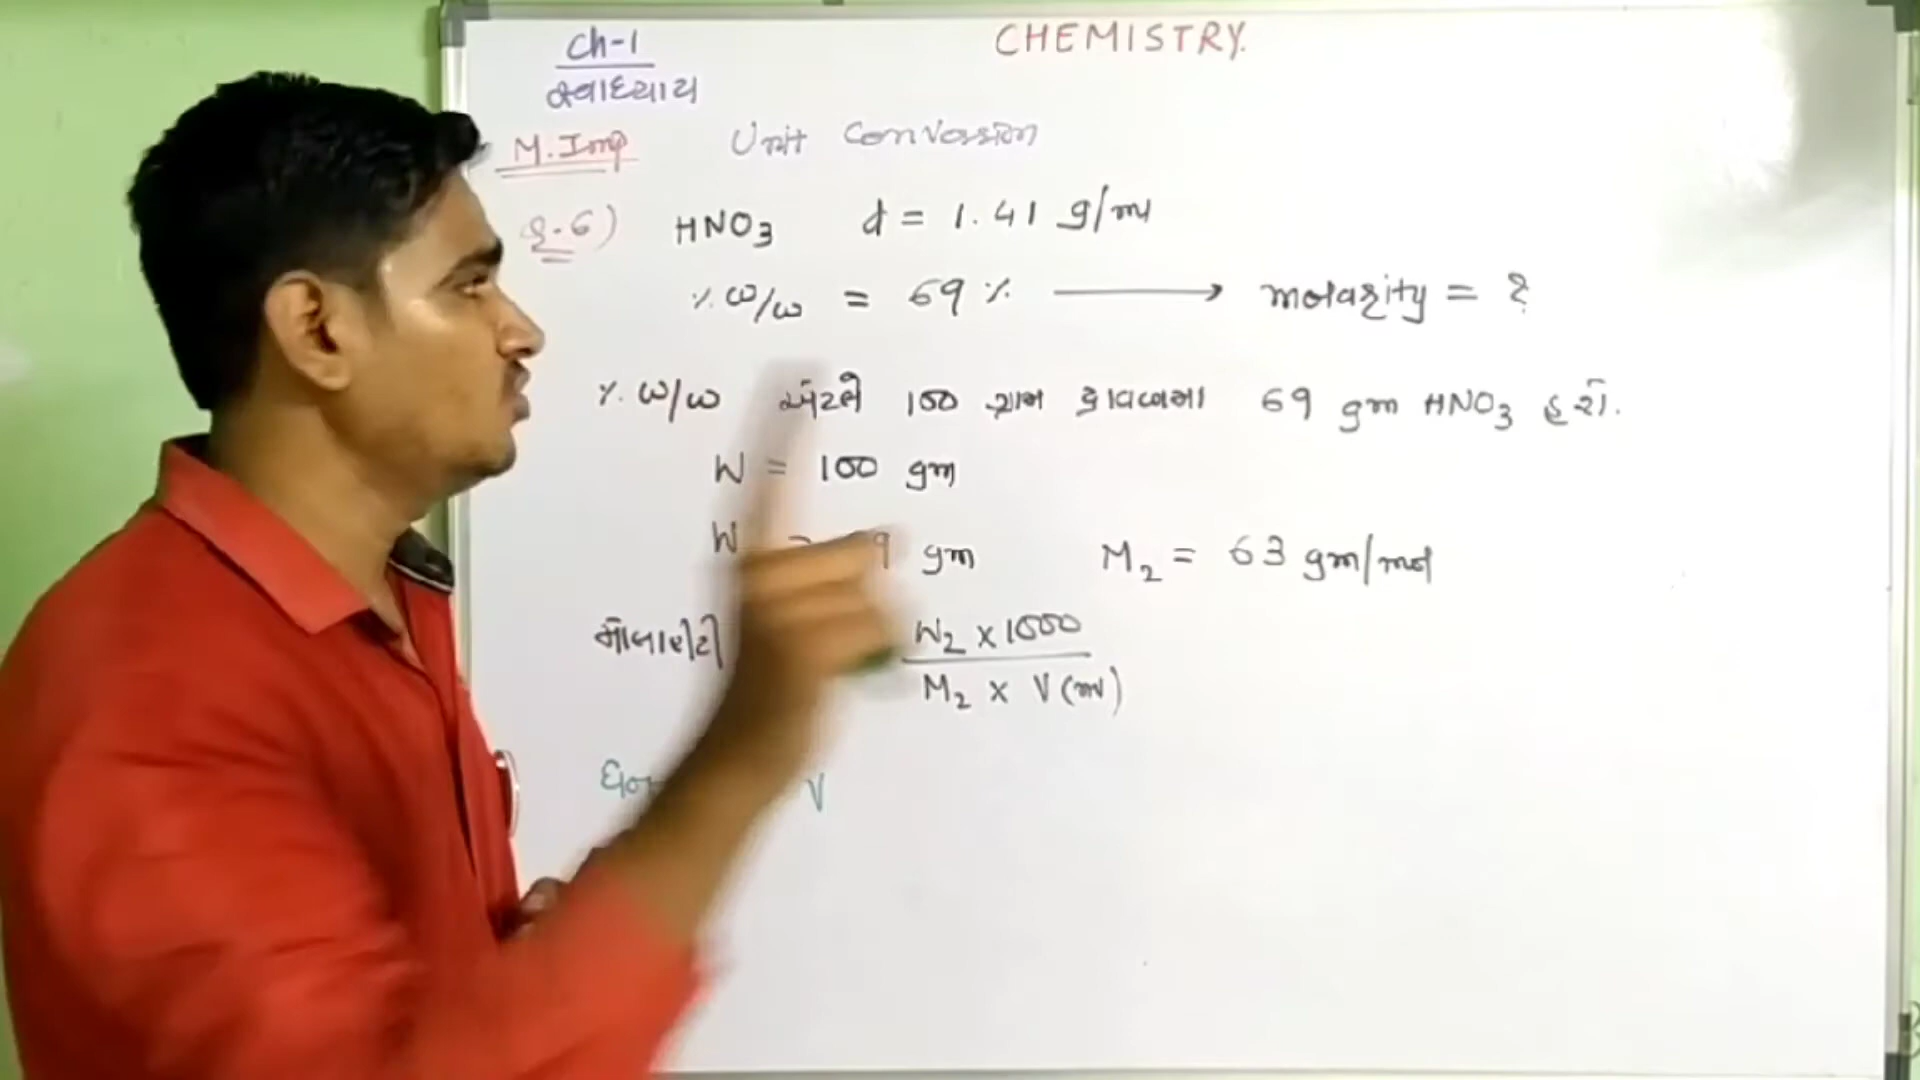 CHEMISTRY.
Ch-1
સ્વાધ્યાય
M.Imp
Unit Conversion
પ્ર.6) HNO3 d = 1.41 g/ml
% w/w = 69 % → molarity = ?
% w/w એટલે 100 ગ્રામ દ્રાવણમાં 69 gm HNO3 હશે.
W = 100 gm
W 9 gm M2 = 63 gm/mol
મોલારીટી W2 x 1000
M2 x V(ml)
V